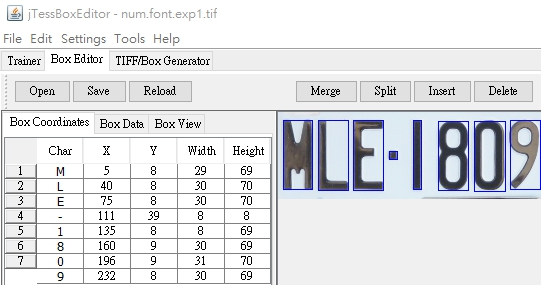 jTessBoxEditor - num.font.exp1.tif
File Edit Settings Tools Help
Trainer Box Editor TIFF/Box Generator
Open Save Reload Merge Split Insert Delete
Box Coordinates Box Data Box View
Char X Y Width Height
1 M 5 8 29 69
2 L 40 8 30 70
3 E 75 8 30 70
4 - 111 39 8 8
5 1 135 8 8 69
6 8 160 9 30 69
7 0 196 9 31 70
9 232 8 30 69
MLE-1809